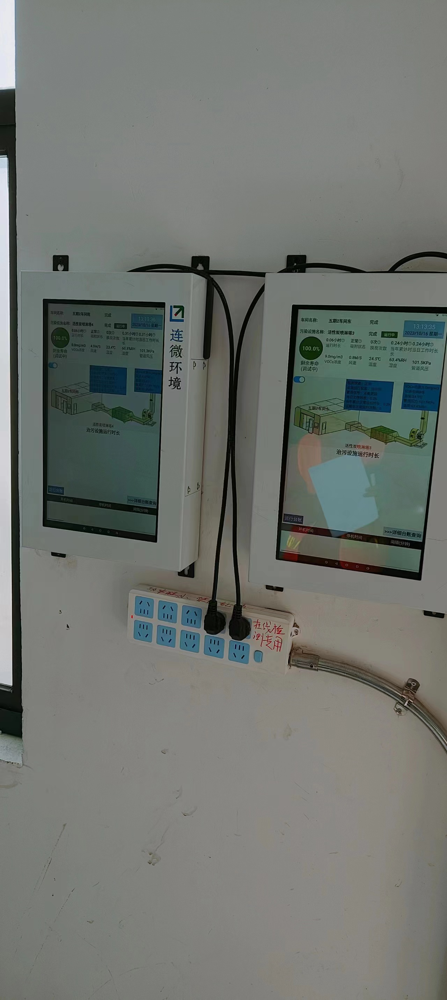 车间名称: 五期2车间南 完成
13:13:36
2023/10/16 星期一
污染设施名称: 活性炭喷淋塔4 完成 运行中
100.0%
剩余寿命
(调试中)
0.06小时? 正常? 0次? 0.31小时? 0.31小时?
运行时长 吸附状态 换炭次数 当年累计时长 当日工作时长
0.0mg/m3 4.9M/S 23.4℃ 60.8%RH 101.3KPa
VOCs浓度 风速 温度 湿度 管道风压
五期2车间南
活性炭喷淋塔4
治污设施运行时长
运行台账
>>>详细台账查询
开机时间 停机时间 间隔(分钟)
连微环境
车间名称: 五期2车间东 完成
13:13:35
2023/10/16 星期一
污染设施名称: 活性炭喷淋塔3 完成 运行中
100.0%
剩余寿命
(调试中)
0.06小时? 正常? 0次? 0.24小时? 0.24小时?
运行时长 吸附状态 换炭次数 当年累计时长 当日工作时长
9.0mg/m3 0.8M/S 24.5℃ 63.4%RH 101.5KPa
VOCs浓度 风速 温度 湿度 管道风压
五期2车间东
风机
活性炭喷淋塔3
治污设施运行时长
运行台账
>>>详细台账查询
开机时间 停机时间 间隔(分钟)
在线检
测专用